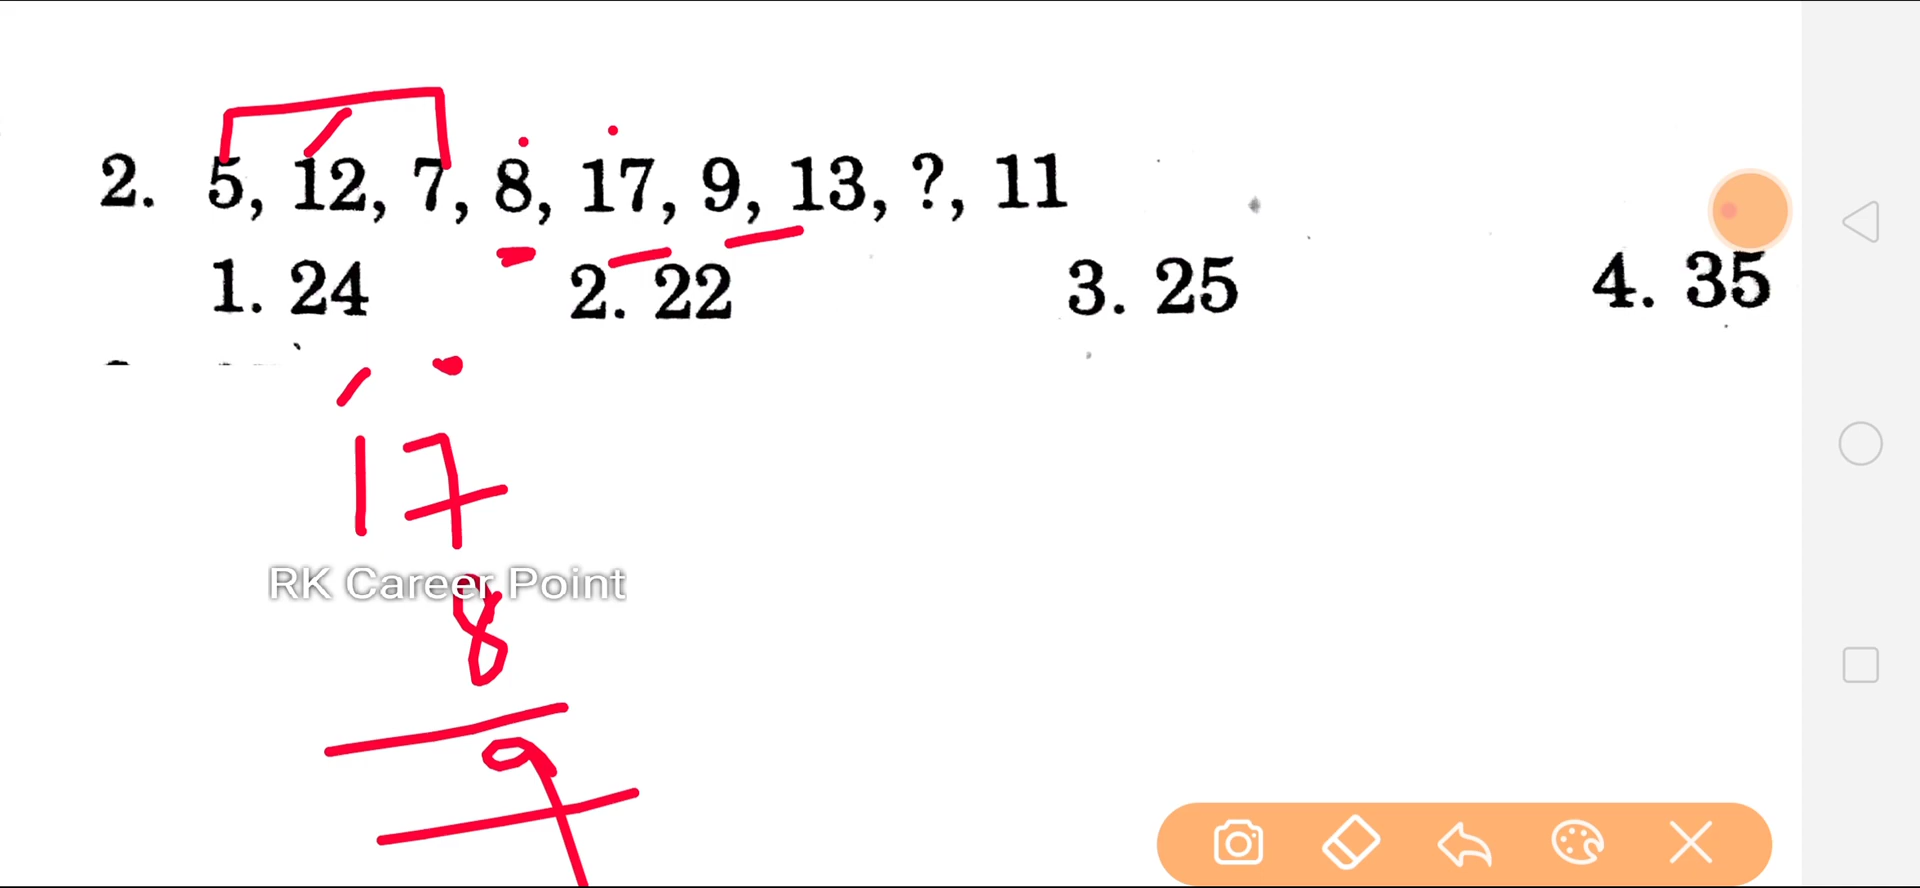 2. 5, 12, 7, 8, 17, 9, 13, ?, 11
1. 24 2. 22 3. 25 4. 35
17
RK Career Point
8
9